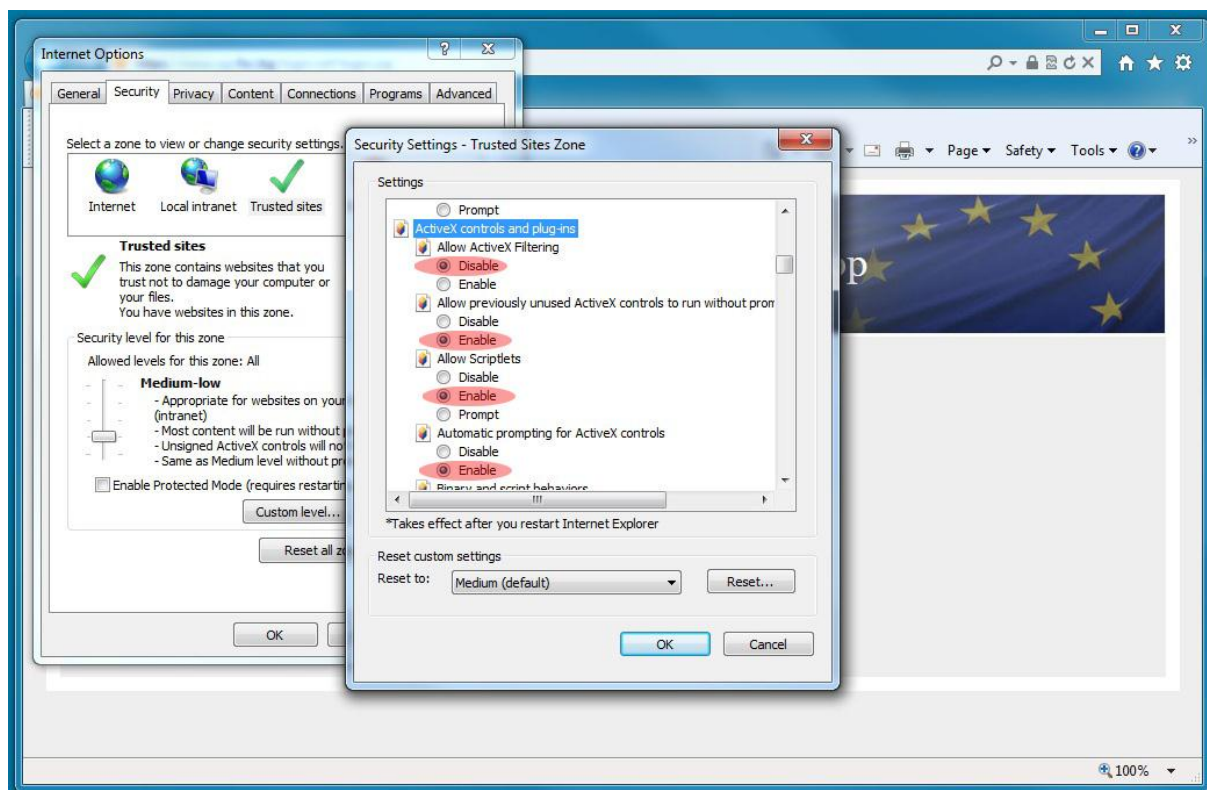 Internet Options
General Security Privacy Content Connections Programs Advanced
Select a zone to view or change security settings.
Internet Local intranet Trusted sites
Trusted sites
This zone contains websites that you
trust not to damage your computer or
your files.
You have websites in this zone.
Security level for this zone
Allowed levels for this zone: All
Medium-low
- Appropriate for websites on your
(intranet)
- Most content will be run without
- Unsigned ActiveX controls will no
- Same as Medium level without
Enable Protected Mode (requires
Custom level...
Reset all
OK
Security Settings - Trusted Sites Zone
Settings
Prompt
ActiveX controls and plug-ins
Allow ActiveX Filtering
Disable
Enable
Allow previously unused ActiveX controls to run without prom
Disable
Enable
Allow Scriptlets
Disable
Enable
Prompt
Automatic prompting for ActiveX controls
Disable
Enable
Binary and script behaviors
*Takes effect after you restart Internet Explorer
Reset custom settings
Reset to: Medium (default) Reset...
OK Cancel
Page Safety Tools
»
pp
100%